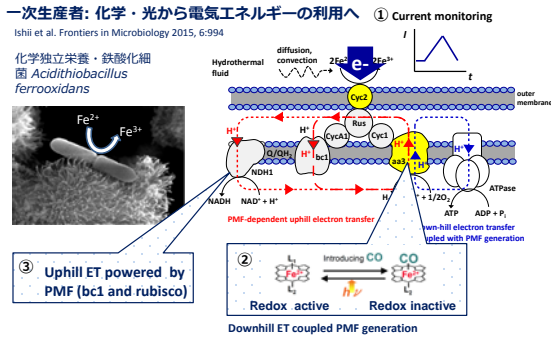 一次生産者: 化学・光から電気エネルギーの利用へ
Ishii et al. Frontiers in Microbiology 2015, 6:994
① Current monitoring
I
t
化学独立栄養・鉄酸化細
菌 Acidithiobacillus
ferrooxidans
Fe²⁺
Fe³⁺
diffusion,
convection
Hydrothermal
fluid
2Fe²⁺
2Fe³⁺
e-
outer
membrane
Cyc2
Rus
CycA1
Cyc1
H⁺
H⁺
H⁺
H⁺
H⁺
H⁺
H⁺
Q/QH₂
bc1
aa3
NDH1
NADH
NAD⁺ + H⁺
H
+ 1/2O₂
ATPase
ATP
ADP + Pᵢ
PMF-dependent uphill electron transfer
wn-hill electron transfer
pled with PMF generation
③ Uphill ET powered by
PMF (bc1 and rubisco)
②
L₁
Fe²⁺
L₂
Introducing CO
hν
CO
Fe²⁺
L₂
Redox active
Redox inactive
Downhill ET coupled PMF generation